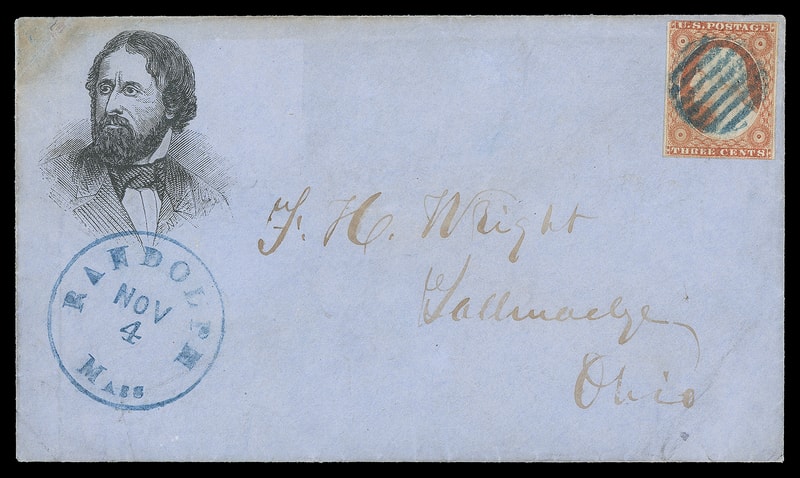 U.S. POSTAGE
THREE CENTS
F. H. Wright
Tallmadge
Ohio
RANDOLPH
NOV
4
MASS